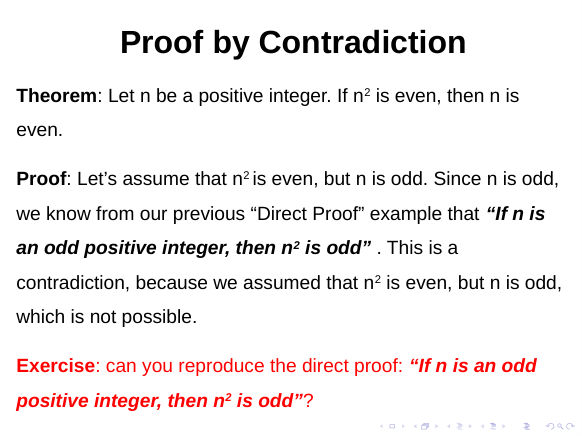 Proof by Contradiction
Theorem: Let n be a positive integer. If n² is even, then n is
even.
Proof: Let’s assume that n² is even, but n is odd. Since n is odd,
we know from our previous “Direct Proof” example that “If n is
an odd positive integer, then n² is odd” . This is a
contradiction, because we assumed that n² is even, but n is odd,
which is not possible.
Exercise: can you reproduce the direct proof: “If n is an odd
positive integer, then n² is odd”?